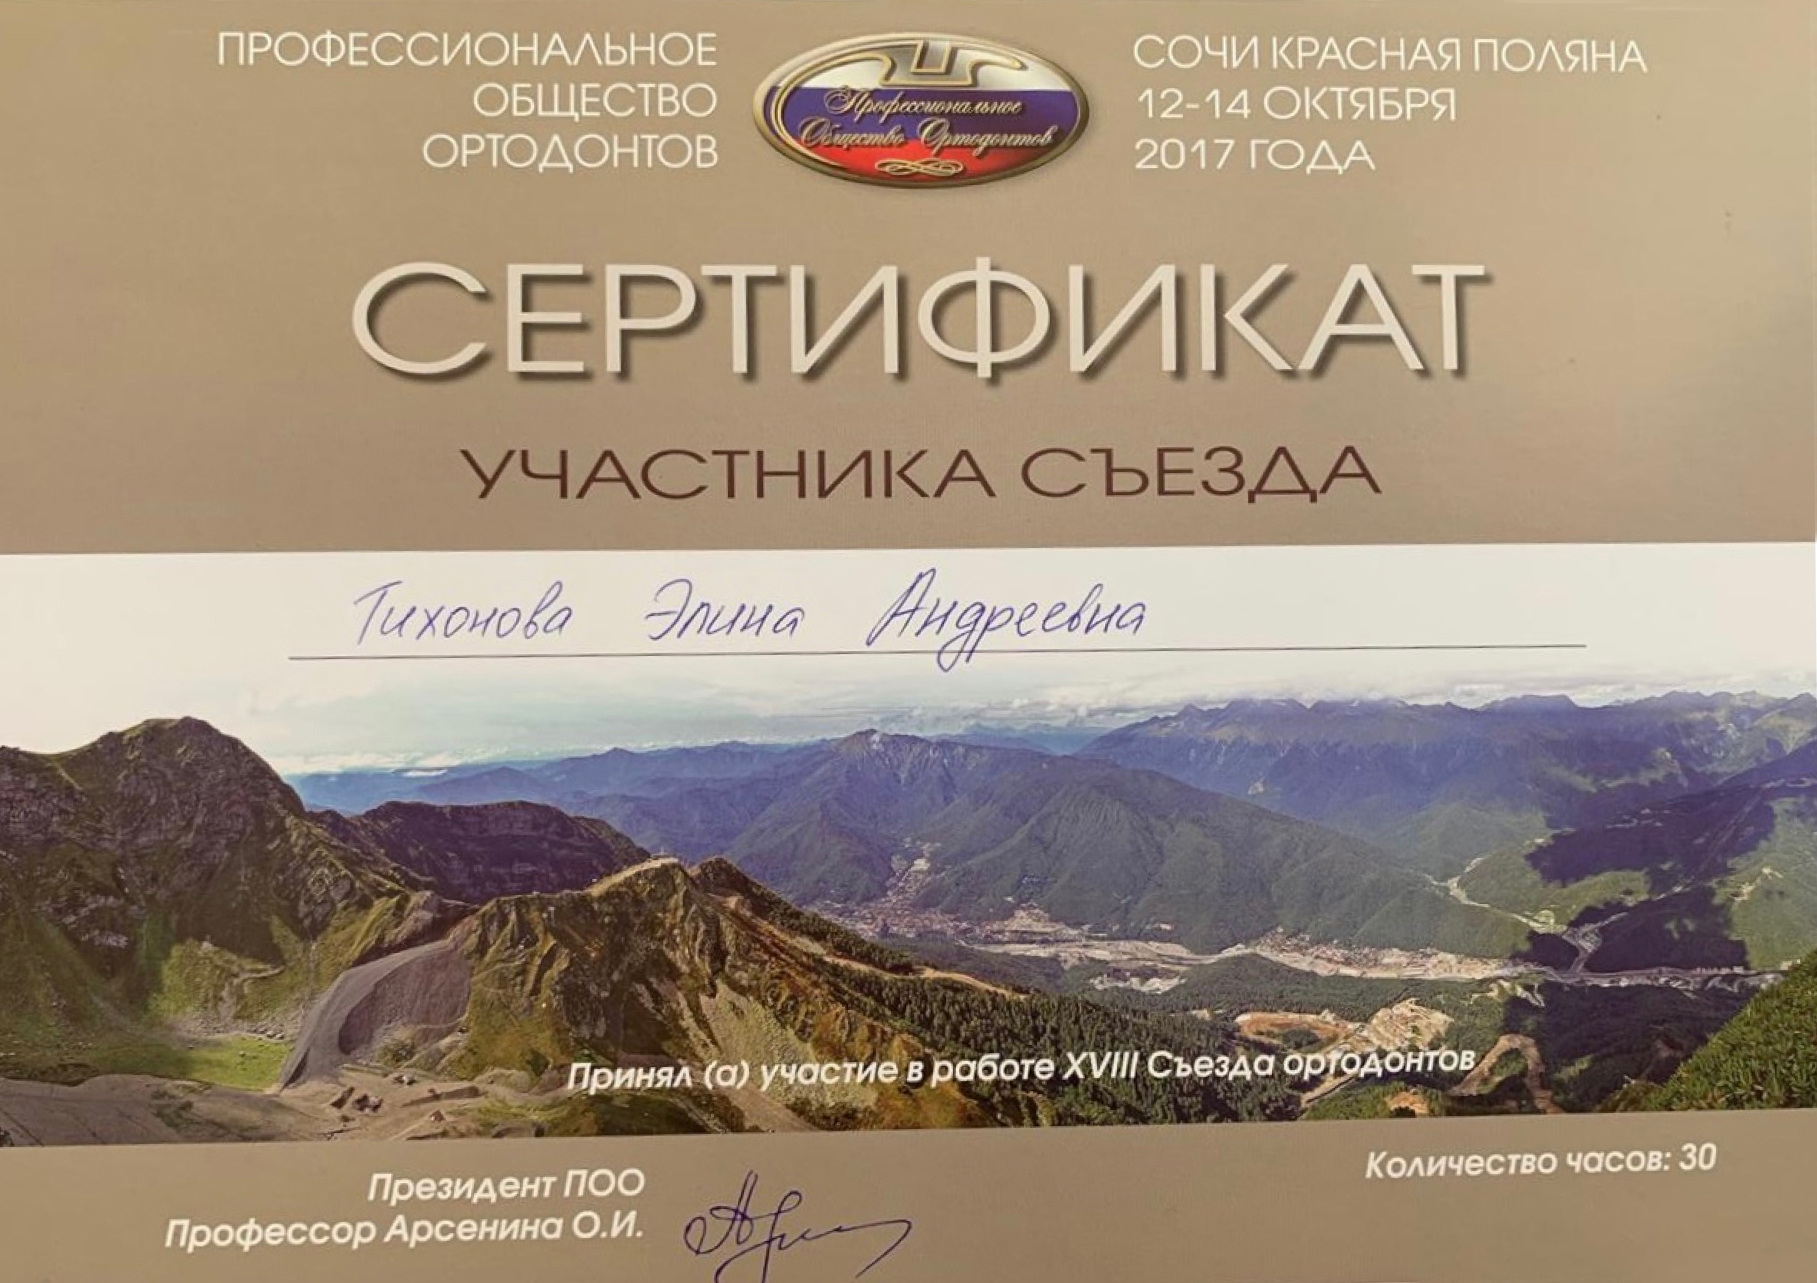 ПРОФЕССИОНАЛЬНОЕ
ОБЩЕСТВО
ОРТОДОНТОВ
Профессиональное
Общество Ортодонтов
СОЧИ КРАСНАЯ ПОЛЯНА
12-14 ОКТЯБРЯ
2017 ГОДА
СЕРТИФИКАТ
УЧАСТНИКА СЪЕЗДА
Тихонова Элина Андреевна
Принял (а) участие в работе XVIII Съезда ортодонтов
Количество часов: 30
Президент ПОО
Профессор Арсенина О.И.